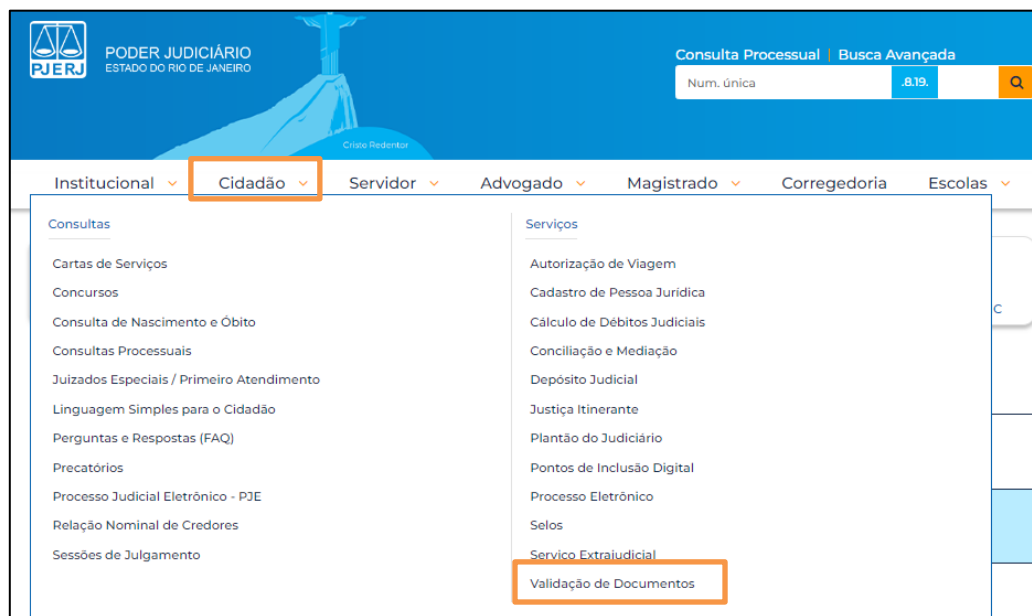 PJERJ
PODER JUDICIÁRIO
ESTADO DO RIO DE JANEIRO
Cristo Redentor
Consulta Processual | Busca Avançada
Num. única
.8.19.
Institucional
Cidadão
Servidor
Advogado
Magistrado
Corregedoria
Escolas
Consultas
Cartas de Serviços
Concursos
Consulta de Nascimento e Óbito
Consultas Processuais
Juizados Especiais / Primeiro Atendimento
Linguagem Simples para o Cidadão
Perguntas e Respostas (FAQ)
Precatórios
Processo Judicial Eletrônico - PJE
Relação Nominal de Credores
Sessões de Julgamento
Serviços
Autorização de Viagem
Cadastro de Pessoa Jurídica
Cálculo de Débitos Judiciais
Conciliação e Mediação
Depósito Judicial
Justiça Itinerante
Plantão do Judiciário
Pontos de Inclusão Digital
Processo Eletrônico
Selos
Serviço Extrajudicial
Validação de Documentos
C